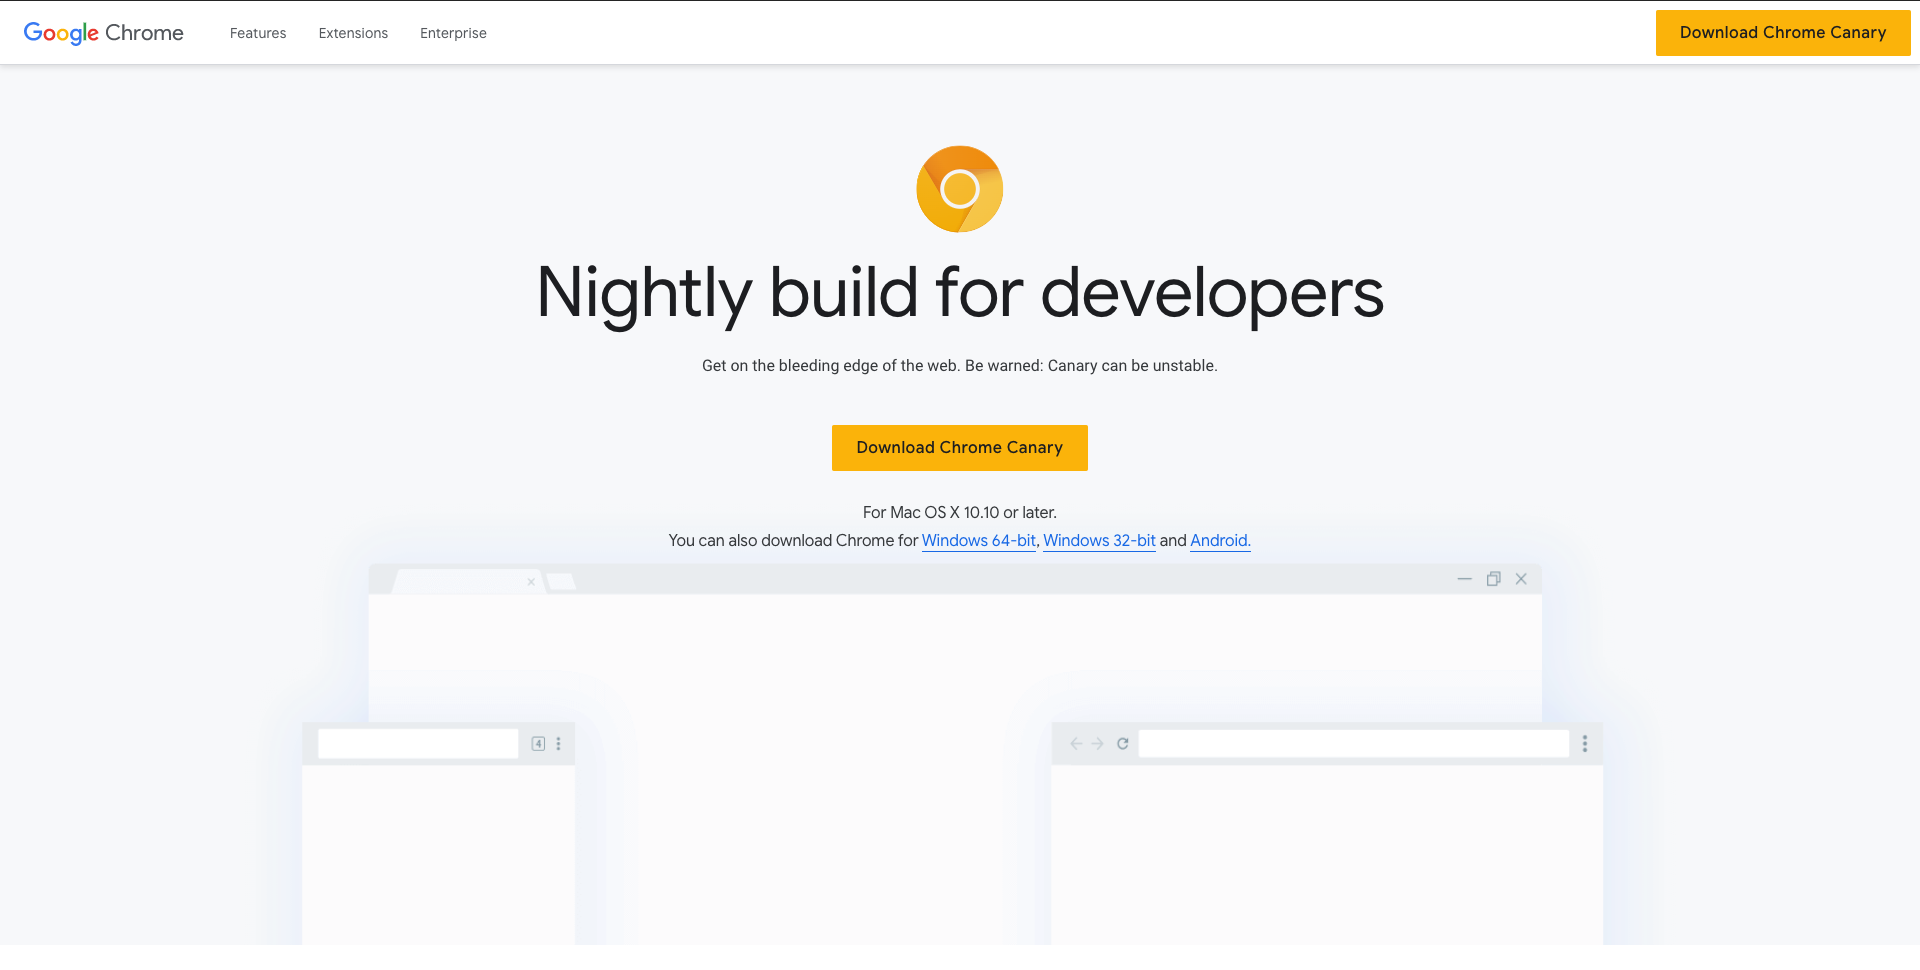 Google Chrome Features Extensions Enterprise Download Chrome Canary
Nightly build for developers
Get on the bleeding edge of the web. Be warned: Canary can be unstable.
Download Chrome Canary
For Mac OS X 10.10 or later.
You can also download Chrome for Windows 64-bit, Windows 32-bit and Android.
4